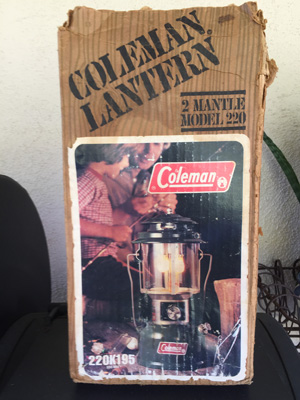 COLEMAN
LANTERN
2 MANTLE
MODEL 220
Coleman
Coleman
220K195